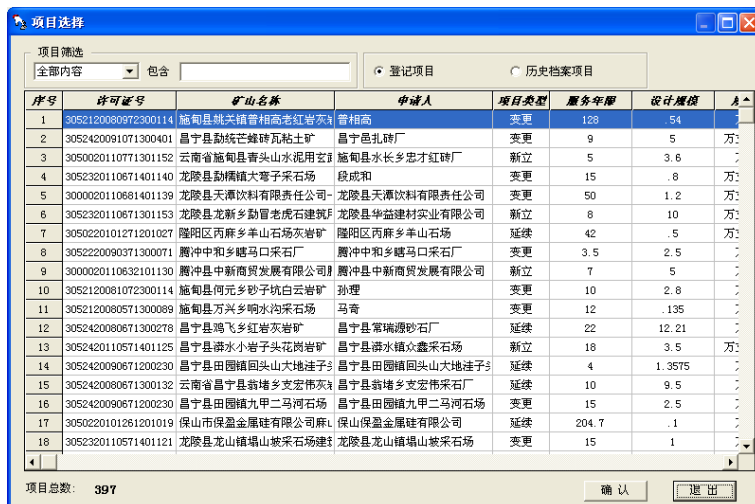 项目选择
项目筛选
全部内容 包含 登记项目 历史档案项目
序号 许可证号 矿山名称 申请人 项目类型 服务年限 设计规模
1 3052120080972300114 施甸县姚关镇普相高老红岩灰岩 普相高 变更 128 .54
2 3052420091071300401 昌宁县勐统芒蜂砖瓦粘土矿 昌宁邑扎砖厂 变更 9 5 万
3 3050020110771301152 云南省施甸县青头山水泥用玄武 施甸县水长乡忠才红砖厂 新立 5 3.6
4 3052320110671401140 龙陵县勐糯镇大弯子采石场 段成和 变更 15 .8 万
5 3000020110681401139 龙陵县天潭饮料有限责任公司 龙陵县天潭饮料有限责任公司 变更 50 1.2 万
6 3052320110671301153 龙陵县龙新乡勐冒老虎石建筑用 龙陵县华益建材实业有限公司 新立 8 10 万
7 3050220101271201027 隆阳区丙麻乡羊山石场灰岩矿 隆阳区丙麻乡羊山石场 延续 42 .5 万
8 3052220090371300071 腾冲中和乡瞎马口采石厂 腾冲中和乡瞎马口采石厂 变更 3.5 2.5
9 3000020110632101130 腾冲县中新商贸发展有限公司 腾冲县中新商贸发展有限公司 新立 7 5
10 3052120081072300114 施甸县何元乡砂子坑白云岩矿 孙理 变更 10 2.8
11 3052120080571300089 施甸县万兴乡响水沟采石场 马奇 变更 12 .135
12 3052420080671300278 昌宁县鸡飞乡红岩灰岩矿 昌宁县常瑞源砂石厂 延续 22 12.21
13 3052420110571401125 昌宁县漭水小岩子头花岗岩矿 昌宁县漭水镇众鑫采石场 新立 18 3.5 万
14 3052420090671200230 昌宁县田园镇回头山大地洼子 昌宁县田园镇回头山大地洼子 延续 4 1.3575
15 3052420080671300132 云南省昌宁县翁堵乡支宏伟灰岩 昌宁县翁堵乡支宏伟采石厂 延续 10 9.5
16 3052420090671200230 昌宁县田园镇九甲二马河石场 昌宁县田园镇九甲二马河石场 变更 15 2.5
17 3050220101261201019 保山市保盈金属硅有限公司麻 保山保盈金属硅有限公司 延续 204.7 .1
18 3052320110571401121 龙陵县龙山镇塌山坡采石场建筑 龙陵县龙山镇塌山坡采石场 变更 15 1
项目总数: 397 确 认 退 出